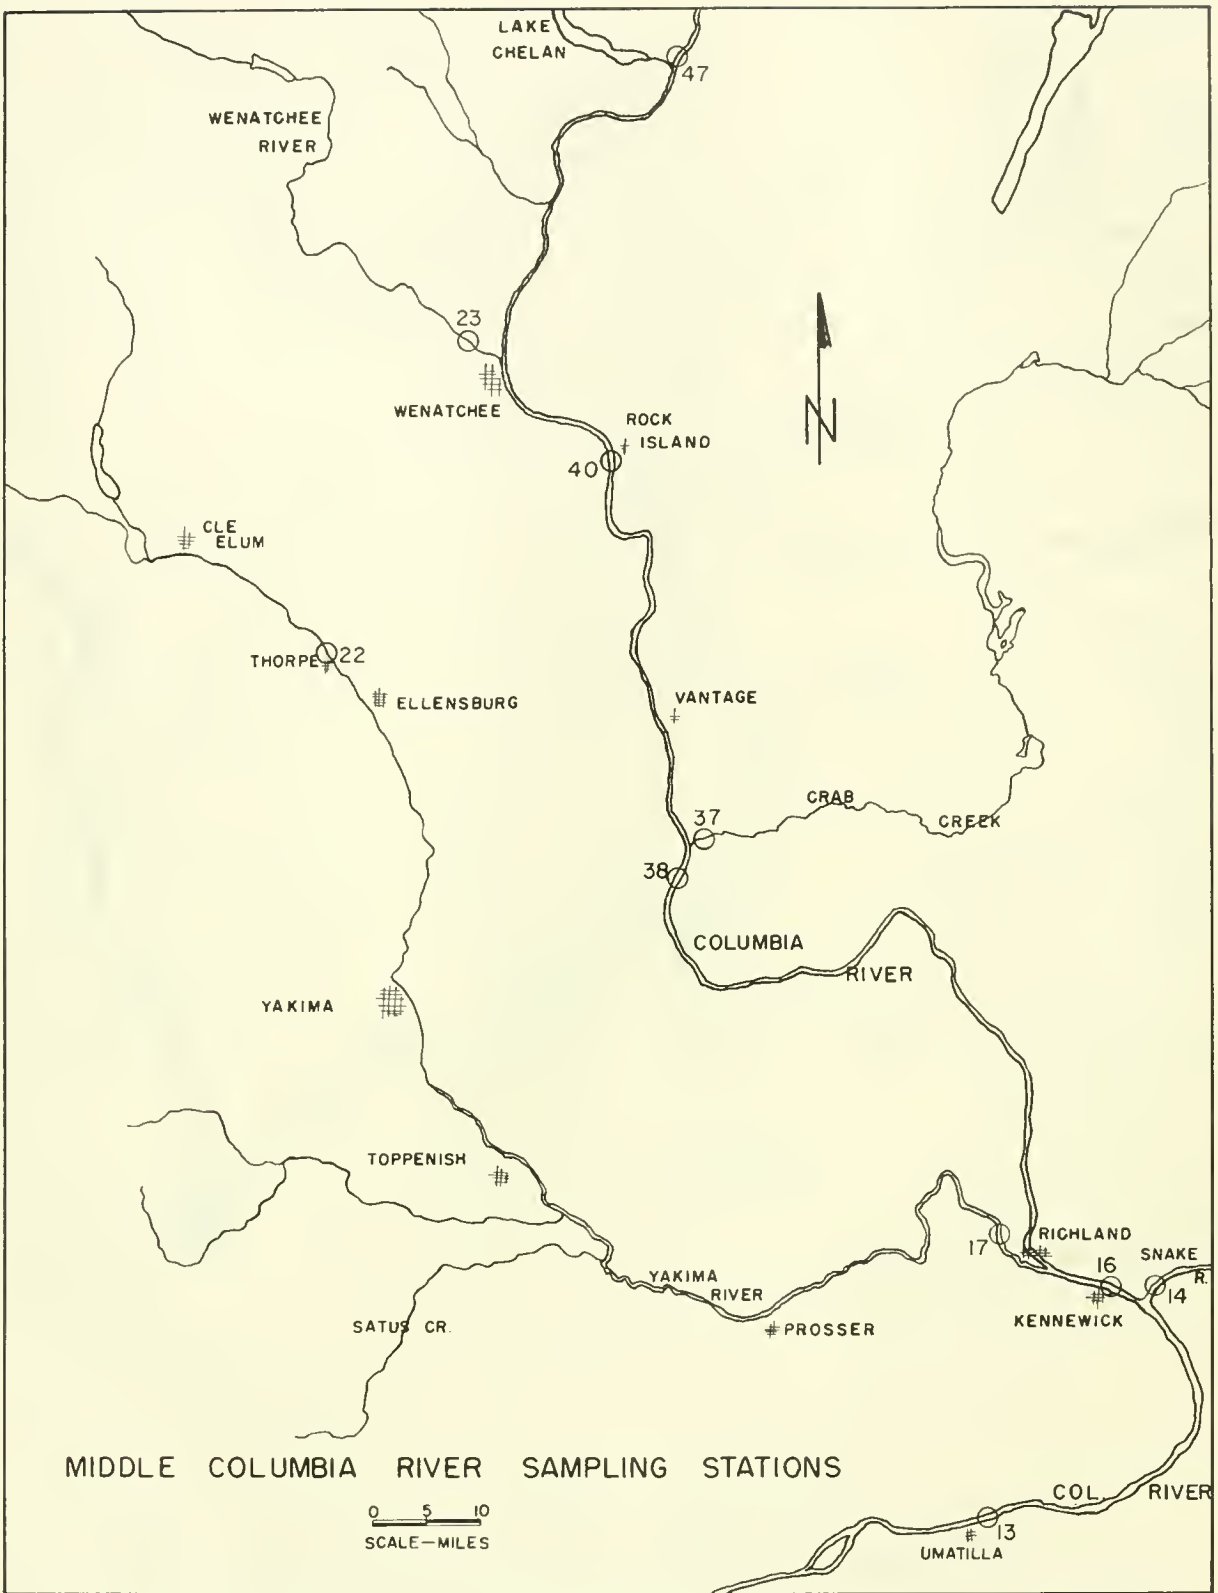 LAKE
CHELAN
47
WENATCHEE
RIVER
23
WENATCHEE
ROCK
ISLAND
40
N
CLE
ELUM
THORPE
22
ELLENSBURG
VANTAGE
CRAB
CREEK
37
38
COLUMBIA
RIVER
YAKIMA
TOPPENISH
17
RICHLAND
SNAKE
R.
16
14
KENNEWICK
YAKIMA
RIVER
SATUS CR.
PROSSER
MIDDLE COLUMBIA RIVER SAMPLING STATIONS
COL. RIVER
0 5 10
SCALE-MILES
13
UMATILLA